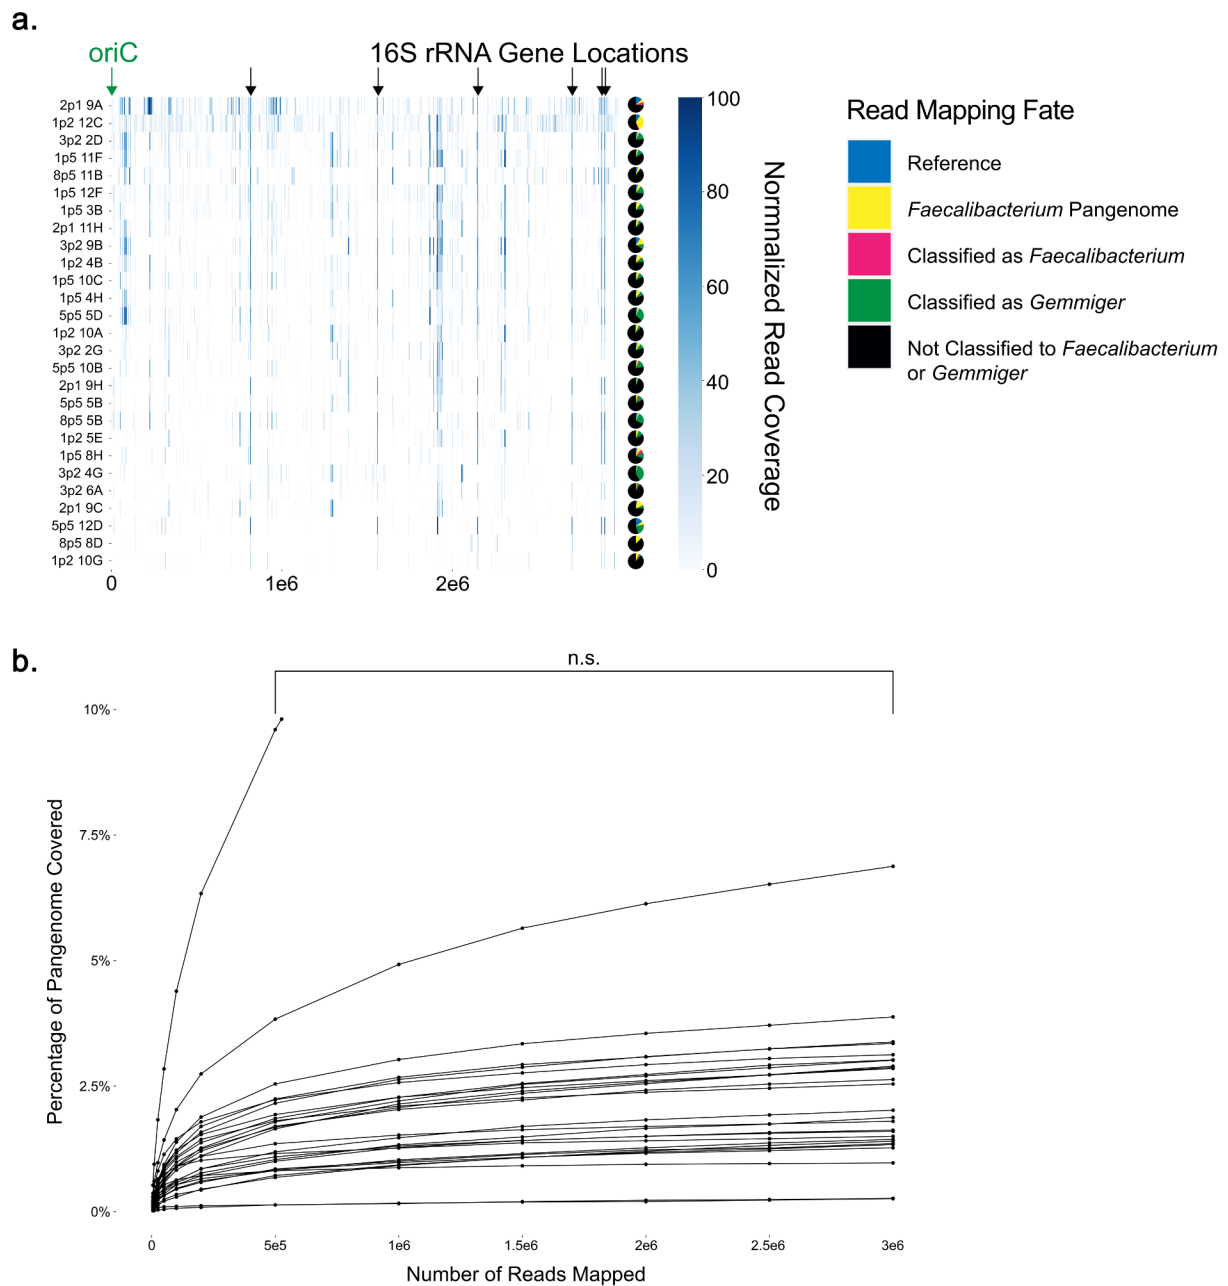 a.
oriC
16S rRNA Gene Locations
2p1 9A
1p2 12C
3p2 2D
1p5 11F
8p5 11B
1p5 12F
1p5 3B
2p1 11H
3p2 9B
1p2 4B
1p5 10C
1p5 4H
5p5 5D
1p2 10A
3p2 2G
5p5 10B
2p1 9H
5p5 5B
8p5 5B
1p2 5E
1p5 8H
3p2 4G
3p2 6A
2p1 9C
5p5 12D
8p5 8D
1p2 10G
0
1e6
2e6
100
80
60
40
20
0
Normnalized Read Coverage
Read Mapping Fate
Reference
Faecalibacterium Pangenome
Classified as Faecalibacterium
Classified as Gemmiger
Not Classified to Faecalibacterium
or Gemmiger
b.
n.s.
10%
7.5%
5%
2.5%
0%
Percentage of Pangenome Covered
0
5e5
1e6
1.5e6
2e6
2.5e6
3e6
Number of Reads Mapped